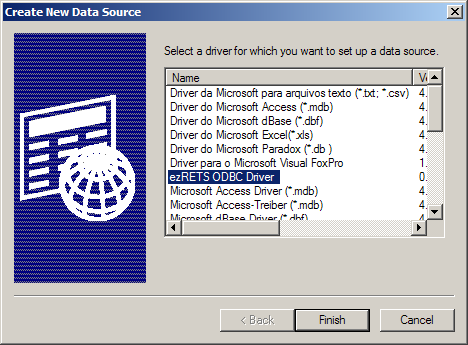 Create New Data Source
Select a driver for which you want to set up a data source.
Name
Driver da Microsoft para arquivos texto (*.txt; *.csv) 4.
Driver do Microsoft Access (*.mdb) 4.
Driver do Microsoft dBase (*.dbf) 4.
Driver do Microsoft Excel(*.xls) 4.
Driver do Microsoft Paradox (*.db ) 4.
Driver para o Microsoft Visual FoxPro 1.
ezRETS ODBC Driver 0.
Microsoft Access Driver (*.mdb) 4.
Microsoft Access-Treiber (*.mdb) 4.
Microsoft dBase Driver (*.dbf) 4.
< Back Finish Cancel